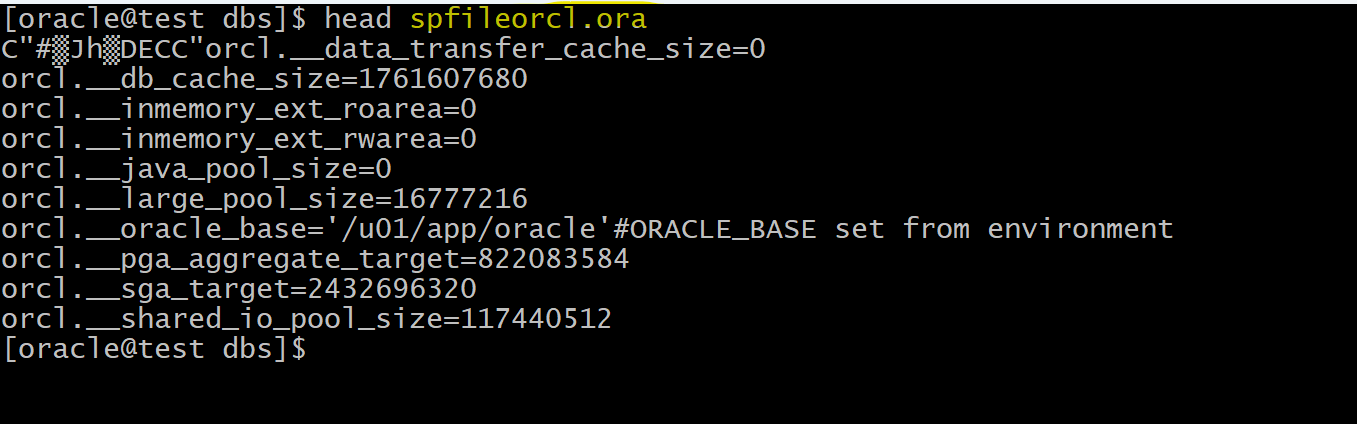 [oracle@test dbs]$ head spfileorcl.ora
C"#▒Jh▒DECC"orcl.__data_transfer_cache_size=0
orcl.__db_cache_size=1761607680
orcl.__inmemory_ext_roarea=0
orcl.__inmemory_ext_rwarea=0
orcl.__java_pool_size=0
orcl.__large_pool_size=16777216
orcl.__oracle_base='/u01/app/oracle'#ORACLE_BASE set from environment
orcl.__pga_aggregate_target=822083584
orcl.__sga_target=2432696320
orcl.__shared_io_pool_size=117440512
[oracle@test dbs]$